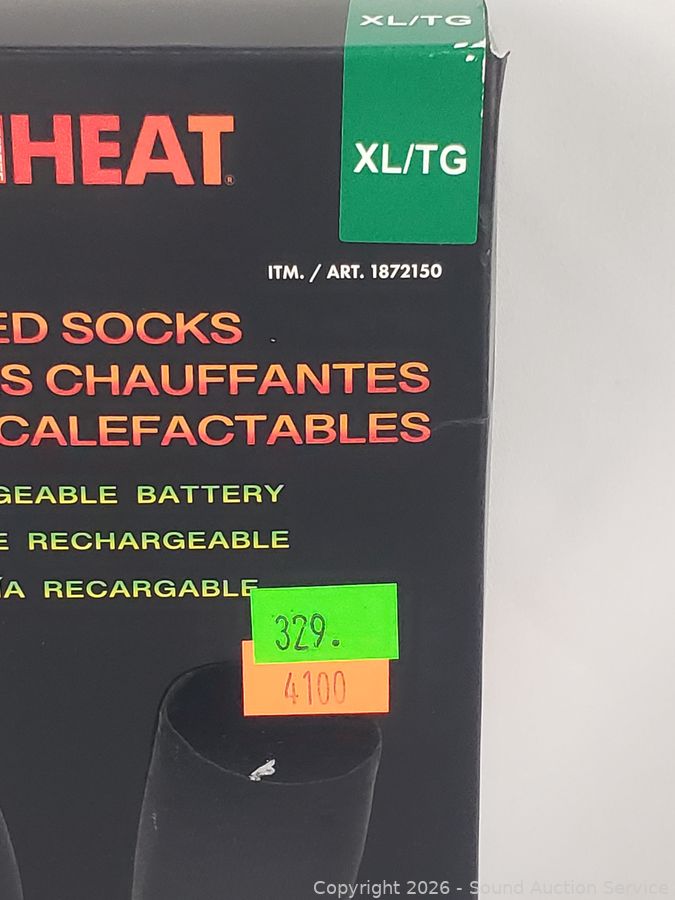 XL/TG
XL/TG
HEAT®
ITM. / ART. 1872150
ED SOCKS
S CHAUFFANTES
CALEFACTABLES
GEABLE BATTERY
E RECHARGEABLE
A RECARGABLE
329.
4100
Copyright 2026 - Sound Auction Service